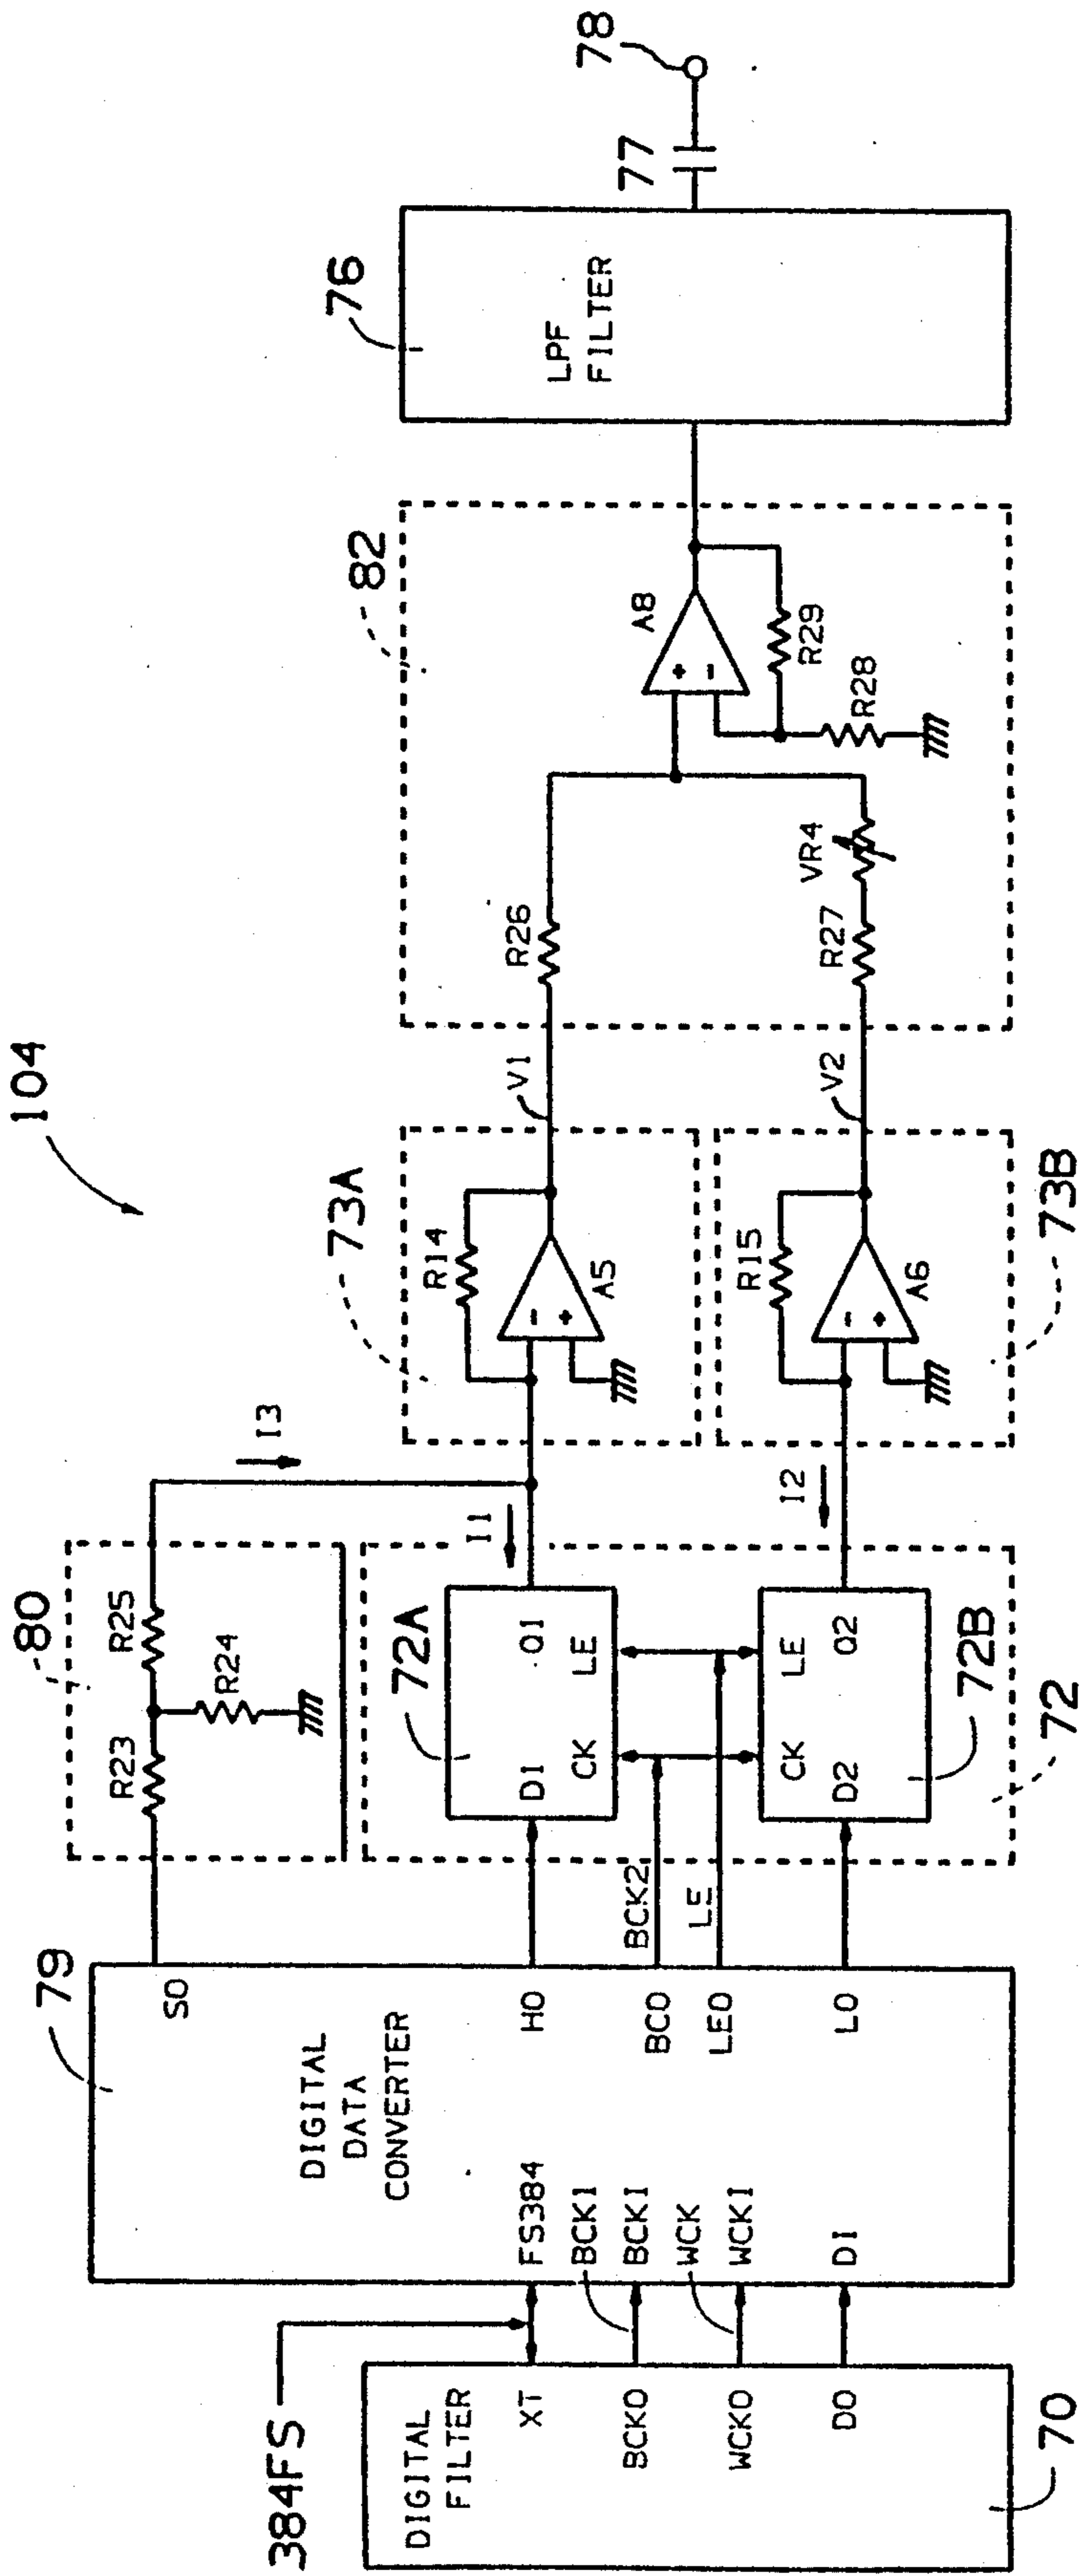 104
384FS
DIGITAL
FILTER
XT
BCKO
WCKO
DO
70
BCK1
WCK
79
DIGITAL
DATA
CONVERTER
FS384
BCKI
WCKI
DI
SO
HO
BCO
LEO
LO
BCK2
LE
80
R23
R24
R25
I3
72A
D1
Q1
CK
LE
I1
CK
LE
D2
Q2
72B
72
I2
73A
R14
-
+
A5
V1
R15
-
+
A6
73B
V2
82
R26
R27
VR4
A8
+
-
R29
R28
76
LPF
FILTER
77
78